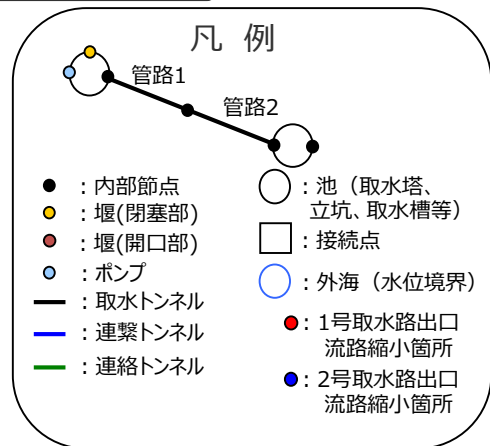 凡 例
管路1
管路2
：内部節点
：堰(閉塞部)
：堰(開口部)
：ポンプ
：取水トンネル
：連繋トンネル
：連絡トンネル
：池（取水塔、
立坑、取水槽等）
：接続点
：外海（水位境界）
：1号取水路出口
流路縮小箇所
：2号取水路出口
流路縮小箇所